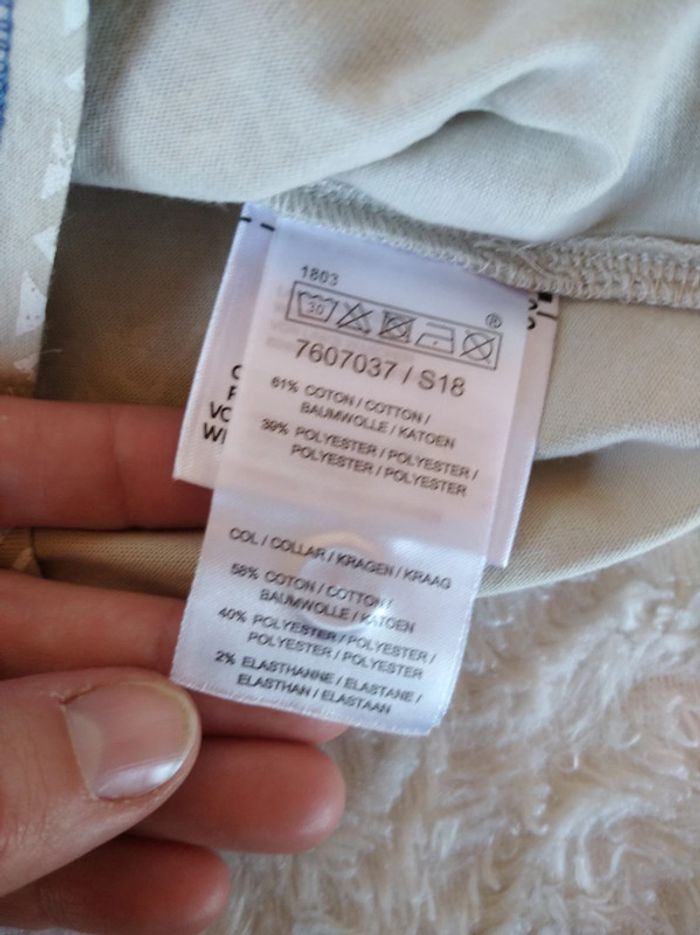 1803
30
®
7607037 / S18
61% COTON / COTTON /
BAUMWOLLE / KATOEN
39% POLYESTER / POLYESTER /
POLYESTER / POLYESTER
COL / COLLAR / KRAGEN / KRAAG
58% COTON / COTTON /
BAUMWOLLE / KATOEN
40% POLYESTER / POLYESTER /
POLYESTER / POLYESTER
2% ELASTHANNE / ELASTANE /
ELASTHAN / ELASTAAN